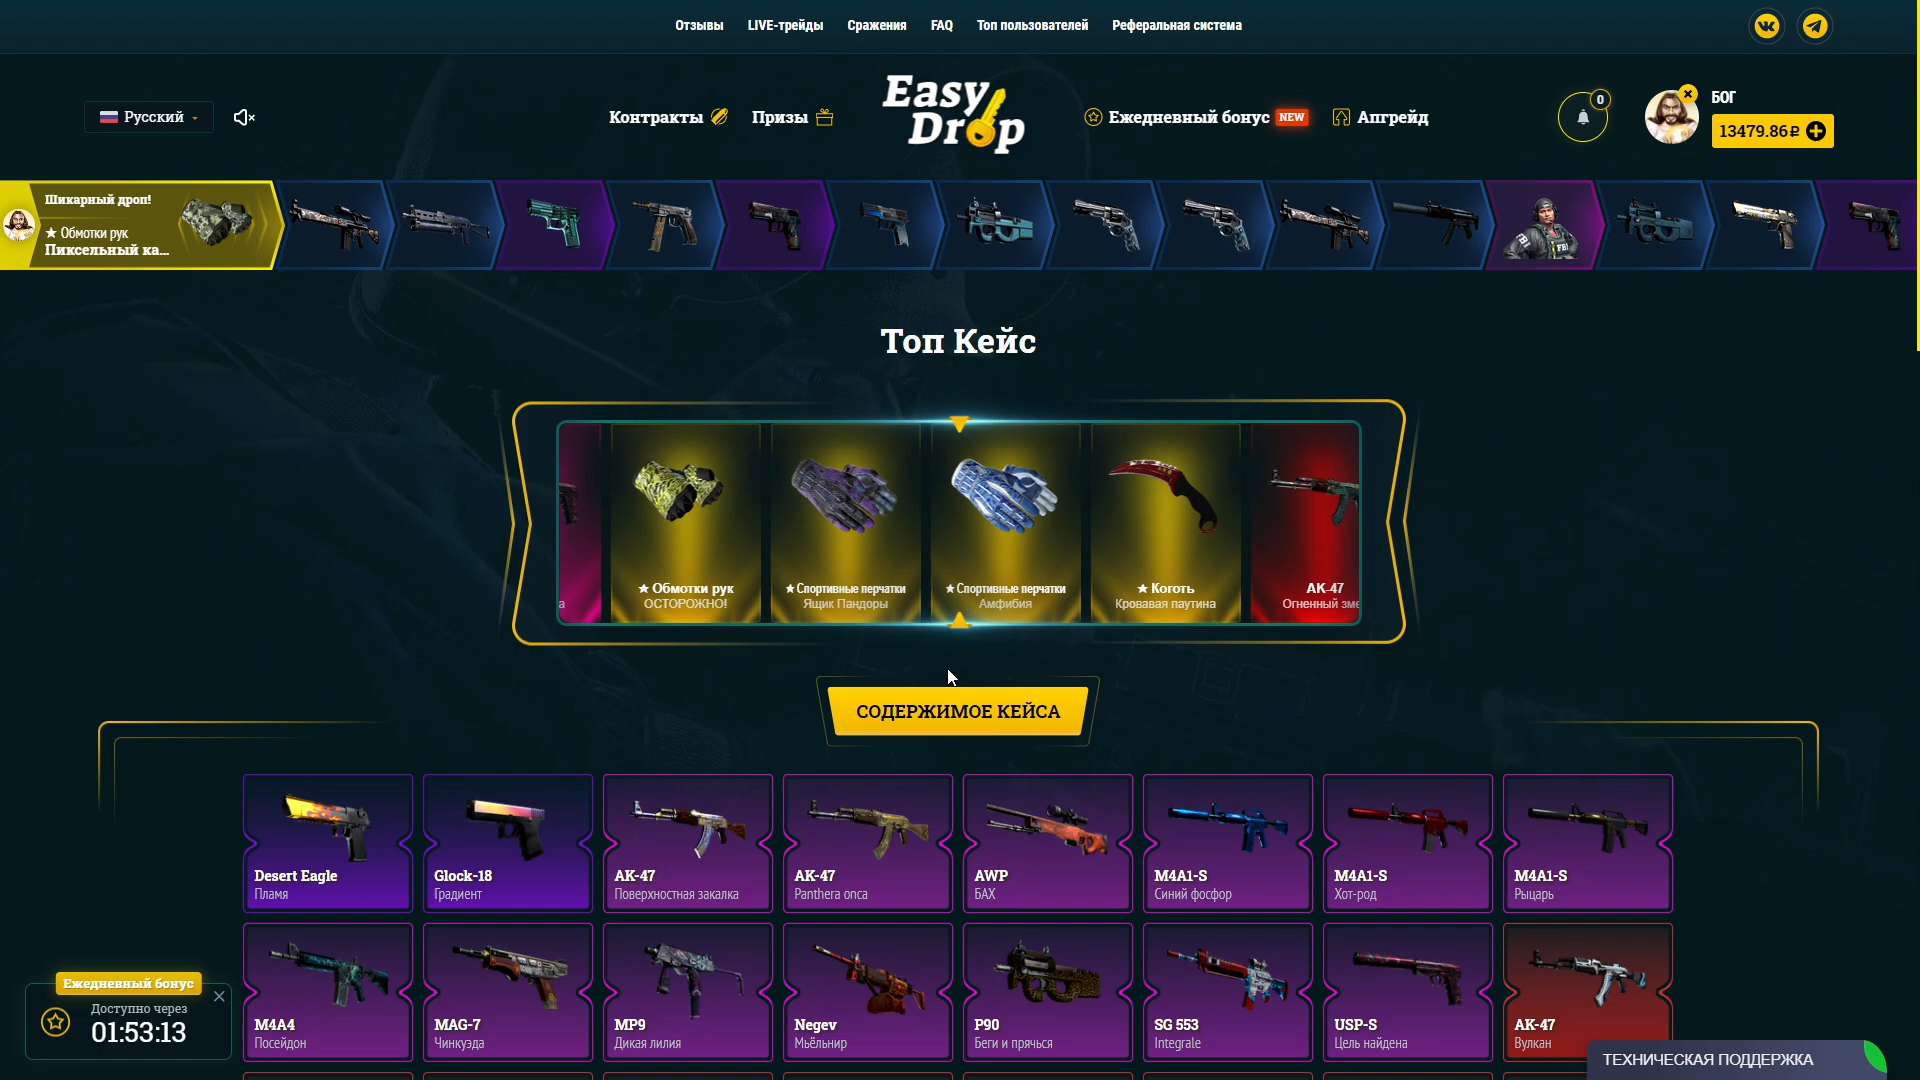 Отзывы LIVE-трейды Сражения FAQ Топ пользователей Реферальная система
Русский
Контракты Призы
Easy Drop
Ежедневный бонус NEW Апгрейд
0
БОГ
13479.86₽
Шикарный дроп!
★ Обмотки рук
Пиксельный ка...
FBI
FBI
Топ Кейс
а
★ Обмотки рук
ОСТОРОЖНО!
★ Спортивные перчатки
Ящик Пандоры
★ Спортивные перчатки
Амфибия
★ Коготь
Кровавая паутина
AK-47
Огненный зме
СОДЕРЖИМОЕ КЕЙСА
Desert Eagle
Пламя
Glock-18
Градиент
AK-47
Поверхностная закалка
AK-47
Panthera onca
AWP
БАХ
M4A1-S
Синий фосфор
M4A1-S
Хот-род
M4A1-S
Рыцарь
M4A4
Посейдон
MAG-7
Чинкуэда
MP9
Дикая лилия
Negev
Мьёльнир
P90
Беги и прячься
SG 553
Integrale
USP-S
Цель найдена
AK-47
Вулкан
Ежедневный бонус
Доступно через
01:53:13
ТЕХНИЧЕСКАЯ ПОДДЕРЖКА